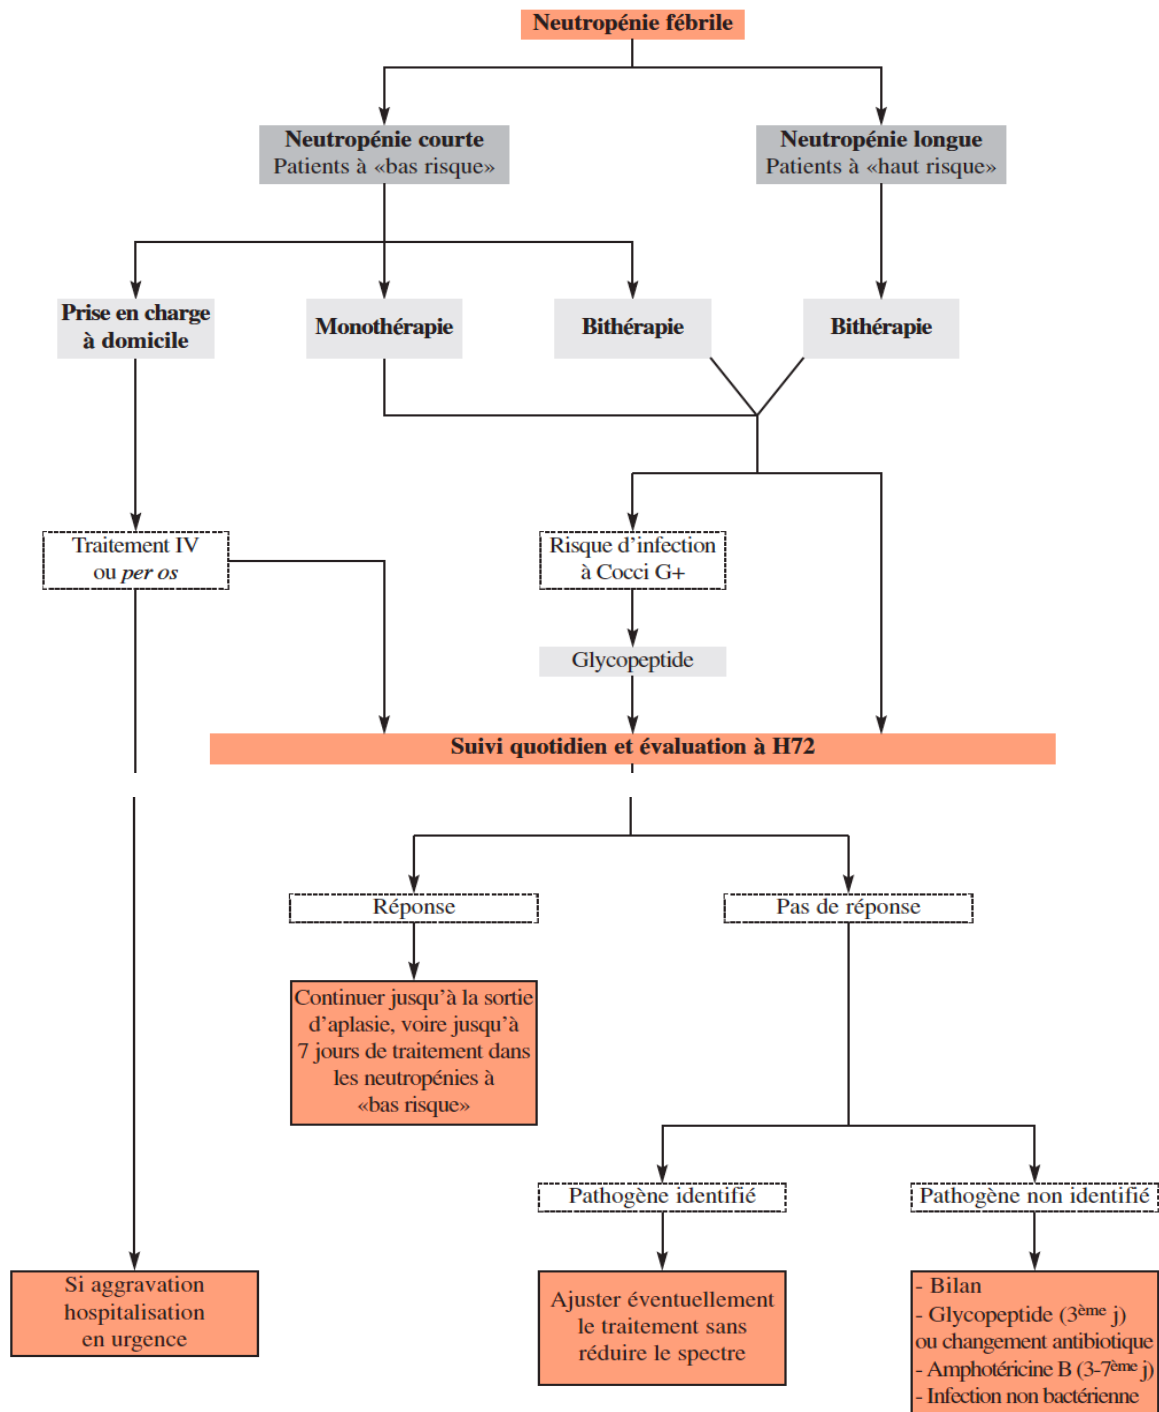 Neutropénie fébrile
Neutropénie courte
Patients à «bas risque»
Neutropénie longue
Patients à «haut risque»
Prise en charge
à domicile
Monothérapie
Bithérapie
Bithérapie
Traitement IV
ou per os
Risque d’infection
à Cocci G+
Glycopeptide
Suivi quotidien et évaluation à H72
Réponse
Pas de réponse
Continuer jusqu’à la sortie
d’aplasie, voire jusqu’à
7 jours de traitement dans
les neutropénies à
«bas risque»
Pathogène identifié
Pathogène non identifié
Si aggravation
hospitalisation
en urgence
Ajuster éventuellement
le traitement sans
réduire le spectre
- Bilan
- Glycopeptide (3ème j)
ou changement antibiotique
- Amphotéricine B (3-7ème j)
- Infection non bactérienne